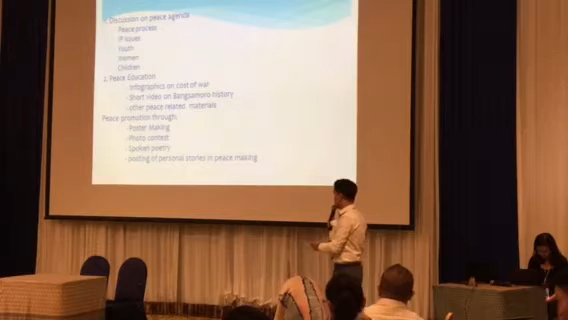 1. Discussion on peace agenda
Peace process
IP Issues
Youth
Women
Children
2. Peace Education
- Infographics on cost of war
- Short video on Bangsamoro history
- other peace related materials
Peace promotion through:
- Poster Making
- Photo contest
- Spoken poetry
- posting of personal stories in peace making